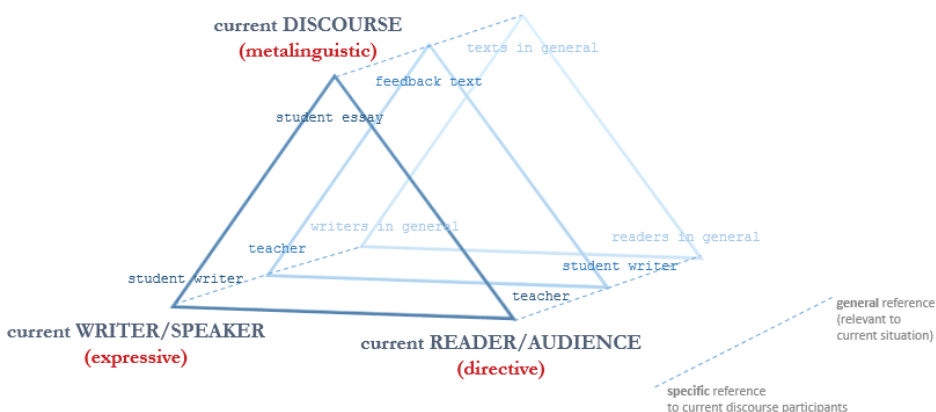 current DISCOURSE
(metalinguistic)
texts in general
feedback text
student essay
writers in general
readers in general
teacher
student writer
student writer
teacher
current WRITER/SPEAKER
(expressive)
current READER/AUDIENCE
(directive)
general reference
(relevant to
current situation)
specific reference
to current discourse participants